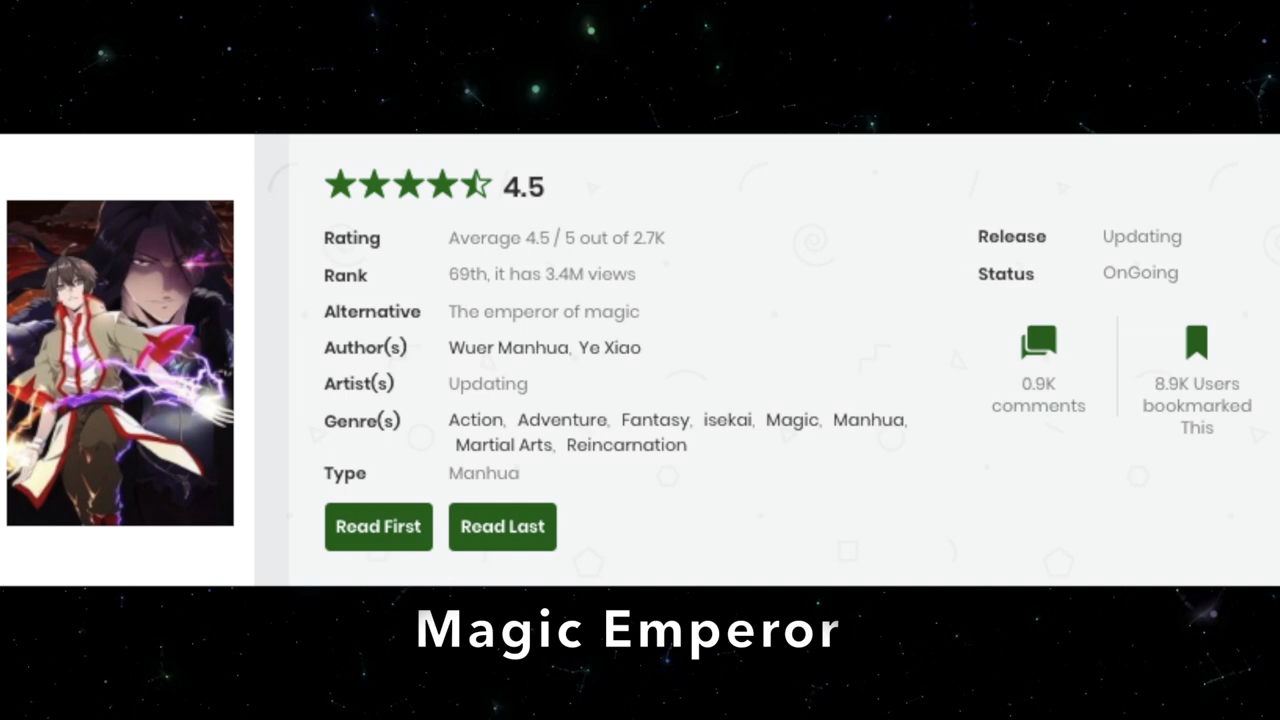 4.5
Rating Average 4.5 / 5 out of 2.7K
Rank 69th, it has 3.4M views
Alternative The emperor of magic
Author(s) Wuer Manhua, Ye Xiao
Artist(s) Updating
Genre(s) Action, Adventure, Fantasy, isekai, Magic, Manhua,
Martial Arts, Reincarnation
Type Manhua
Read First Read Last
Release Updating
Status OnGoing
0.9K
comments
8.9K Users
bookmarked
This
Magic Emperor